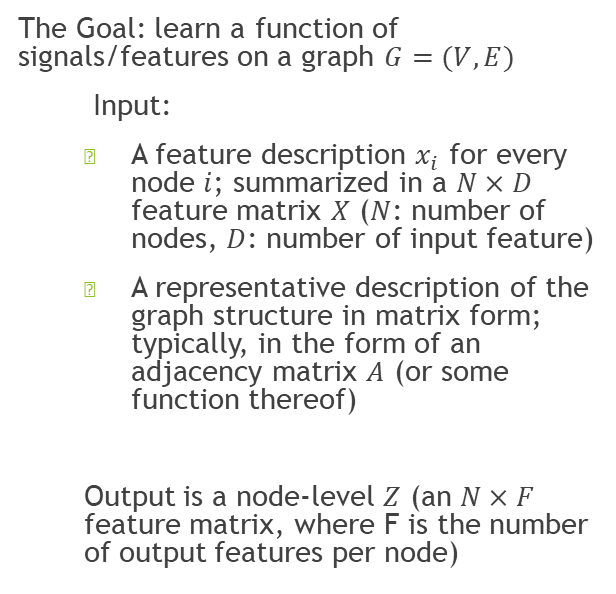 The Goal: learn a function of
signals/features on a graph G = (V, E)
Input:
A feature description xᵢ for every
node i; summarized in a N × D
feature matrix X (N: number of
nodes, D: number of input feature)
A representative description of the
graph structure in matrix form;
typically, in the form of an
adjacency matrix A (or some
function thereof)
Output is a node-level Z (an N × F
feature matrix, where F is the number
of output features per node)